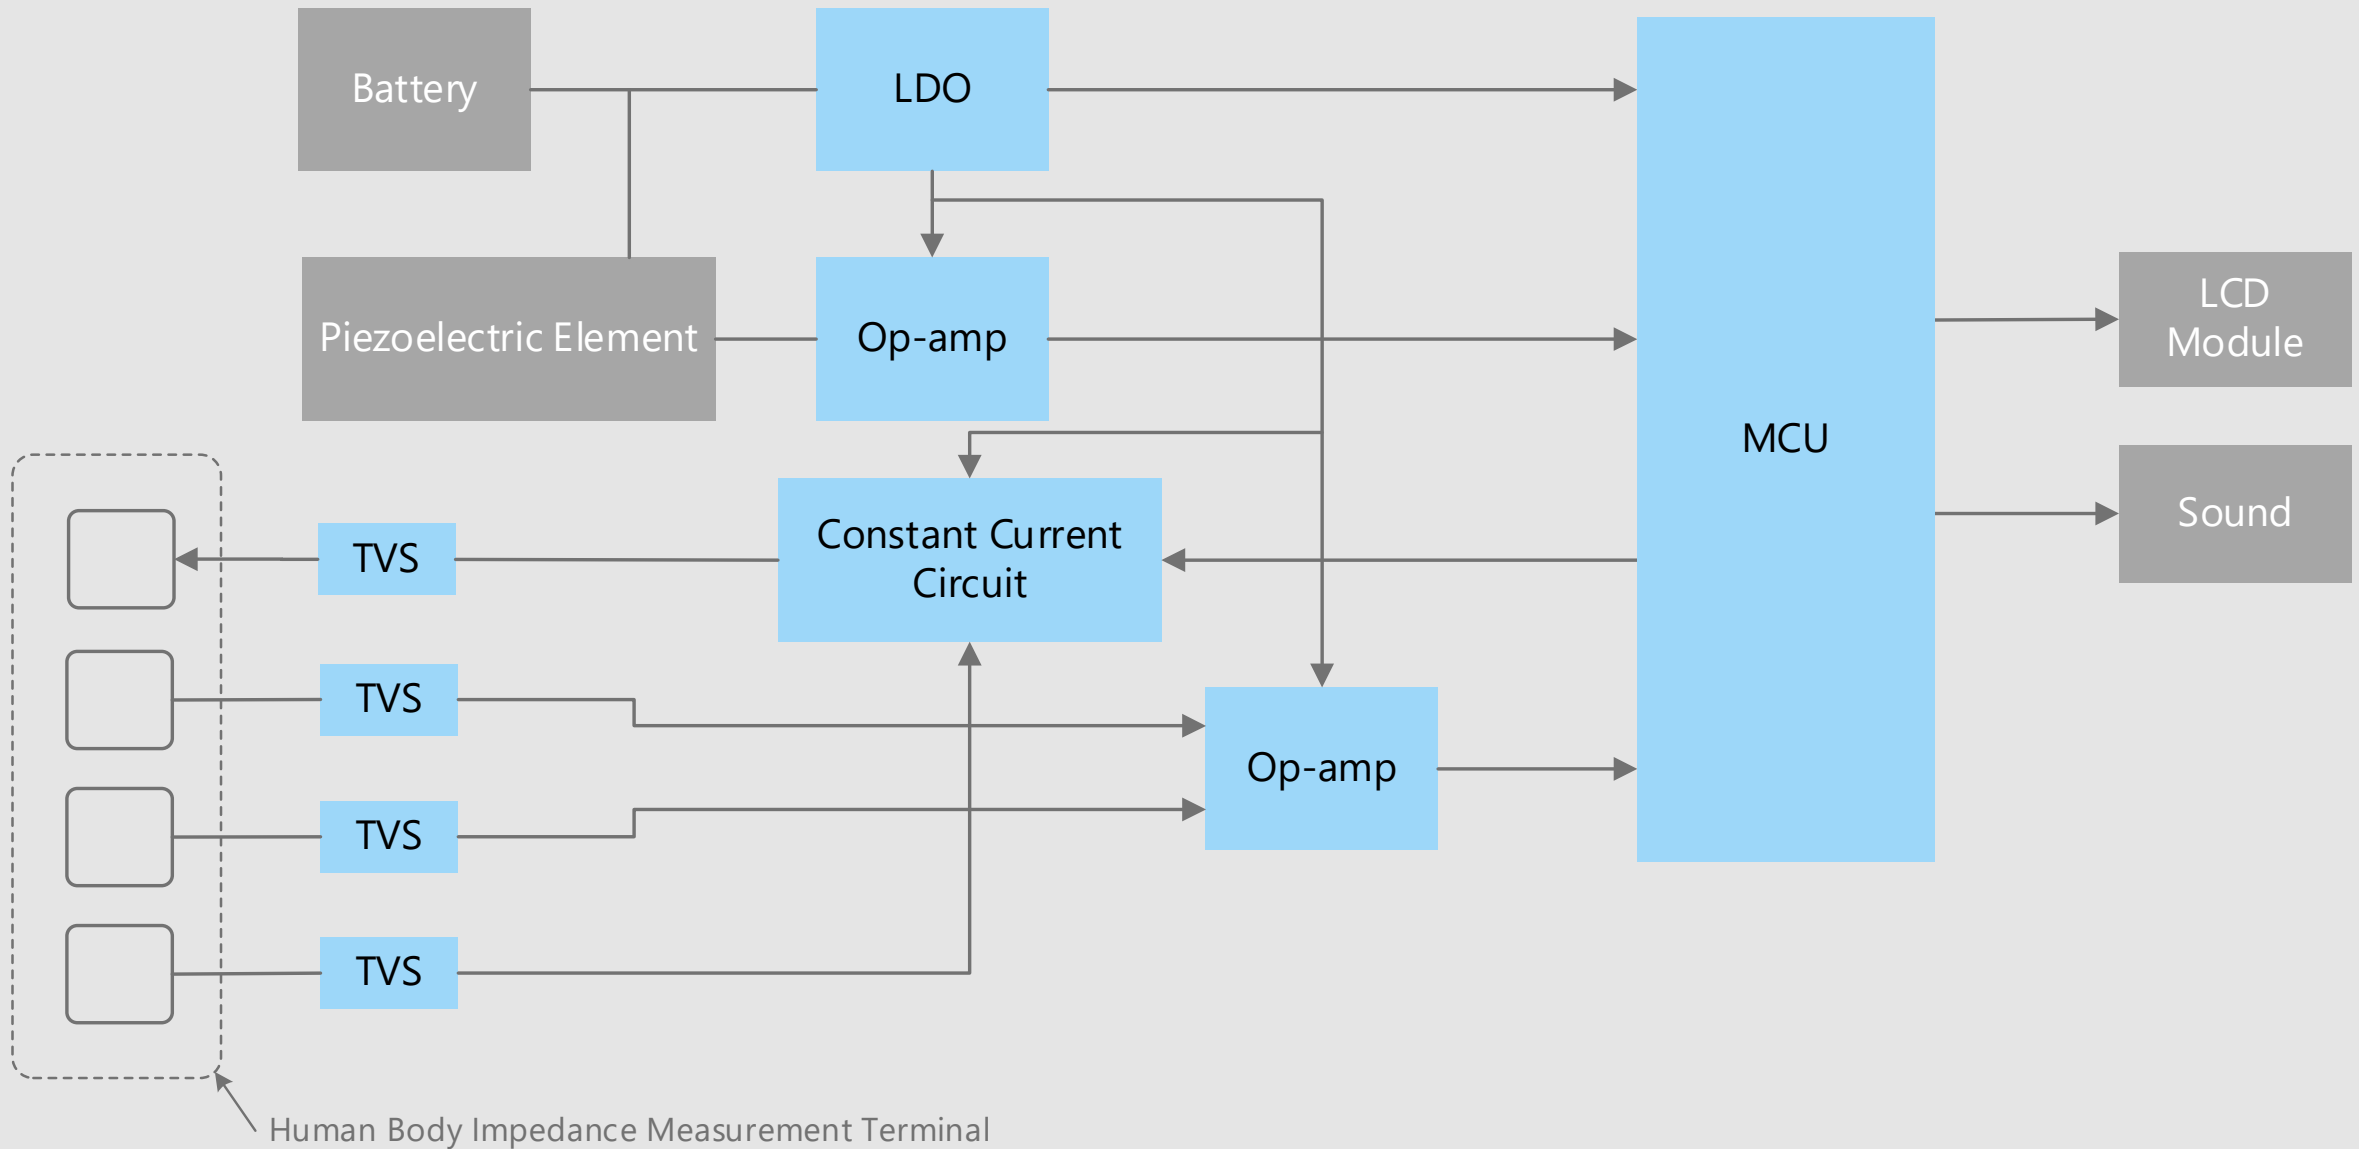 Battery
LDO
Piezoelectric Element
Op-amp
MCU
LCD
Module
Sound
Constant Current
Circuit
TVS
TVS
Op-amp
TVS
TVS
Human Body Impedance Measurement Terminal